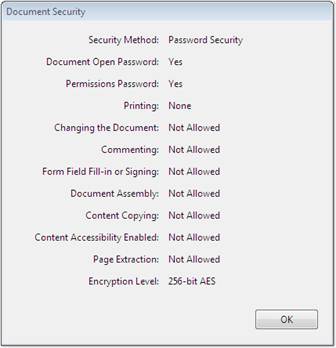 Document Security
Security Method: Password Security
Document Open Password: Yes
Permissions Password: Yes
Printing: None
Changing the Document: Not Allowed
Commenting: Not Allowed
Form Field Fill-in or Signing: Not Allowed
Document Assembly: Not Allowed
Content Copying: Not Allowed
Content Accessibility Enabled: Not Allowed
Page Extraction: Not Allowed
Encryption Level: 256-bit AES
OK